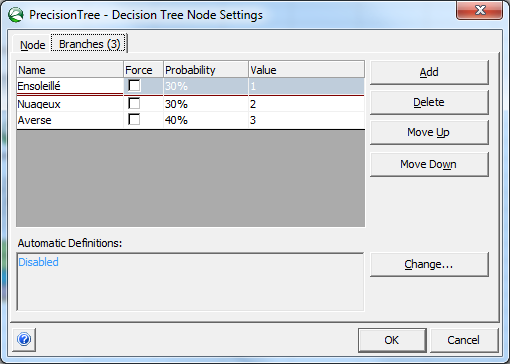 PrecisionTree - Decision Tree Node Settings
Node Branches (3)
Name Force Probability Value
Ensoleillé 30% 1
Nuageux 30% 2
Averse 40% 3
Add
Delete
Move Up
Move Down
Automatic Definitions:
Disabled
Change...
OK Cancel